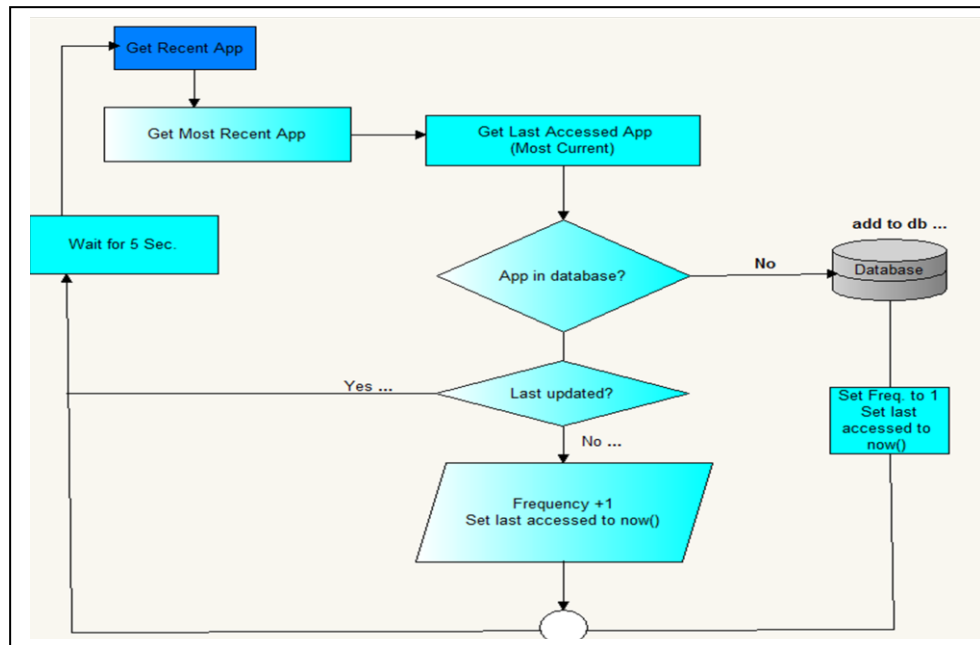 Get Recent App
Get Most Recent App
Get Last Accessed App
(Most Current)
Wait for 5 Sec.
App in database?
No
add to db ...
Database
Yes ...
Last updated?
Set Freq. to 1
Set last
accessed to
now()
No ...
Frequency +1
Set last accessed to now()